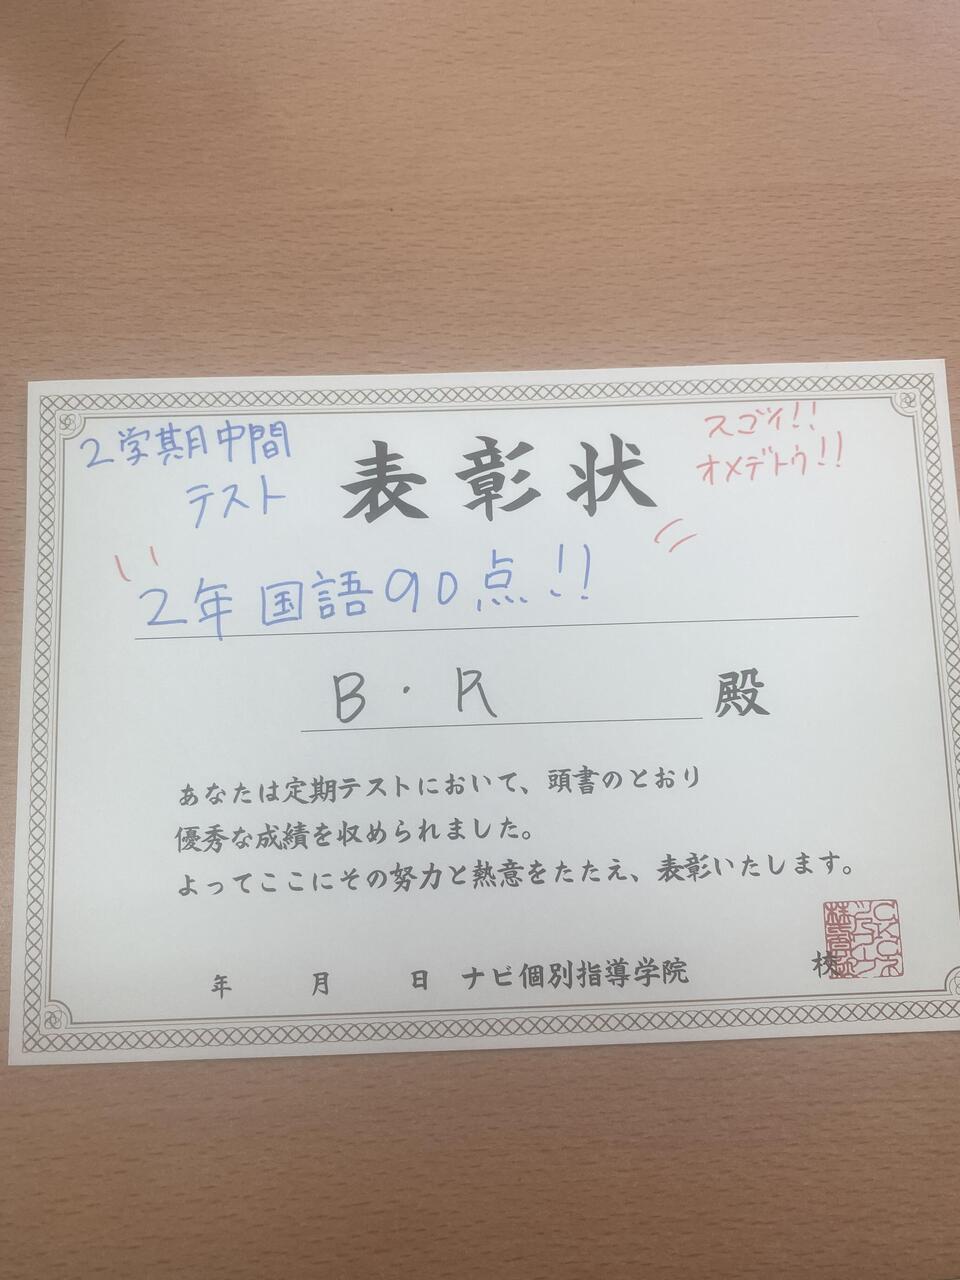 2学期中間
テスト
表彰状
スゴイ!!
オメデトウ!!
2年 国語90点!!
B・R 殿
あなたは定期テストにおいて、頭書のとおり
優秀な成績を収められました。
よってここにその努力と熱意をたたえ、表彰いたします。
年 月 日 ナビ個別指導学院 校